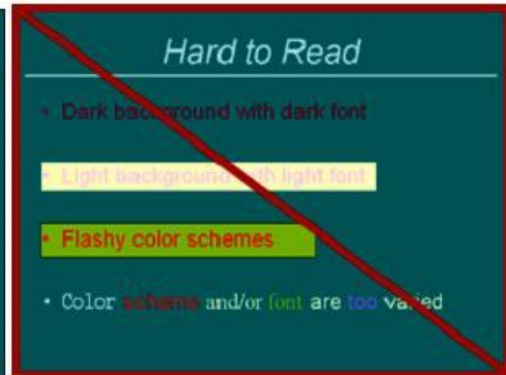 Hard to Read
• Dark background with dark font
• Light background with light font
• Flashy color schemes
• Color scheme and/or font are too varied